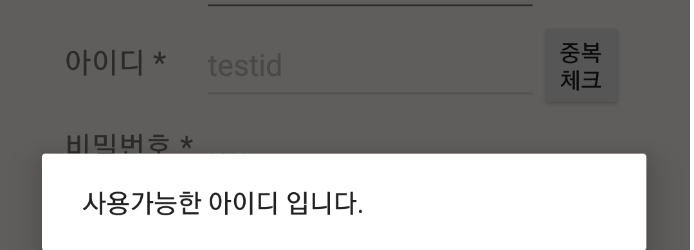 아이디 * testid
중복
체크
비밀번호 *
사용가능한 아이디 입니다.